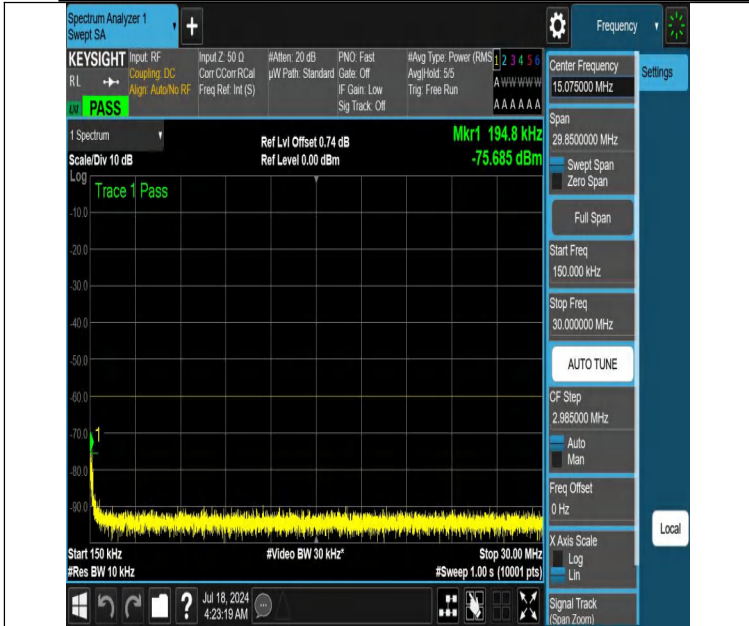 Spectrum Analyzer 1
Swept SA
Frequency
KEYSIGHT
RL
LXI
PASS
Input: RF
Coupling: DC
Align: Auto/No RF
Input Z: 50 Ω
Corr CCorr RCal
Freq Ref: Int (S)
#Atten: 20 dB
µW Path: Standard
PNO: Fast
Gate: Off
IF Gain: Low
Sig Track: Off
#Avg Type: Power (RMS
Avg|Hold: 5/5
Trig: Free Run
1 2 3 4 5 6
A W W W W W
A A A A A A
1 Spectrum
Scale/Div 10 dB
Ref Lvl Offset 0.74 dB
Ref Level 0.00 dBm
Mkr1 194.8 kHz
-75.685 dBm
Log
Trace 1 Pass
-10.0
-20.0
-30.0
-40.0
-50.0
-60.0
-70.0
-80.0
-90.0
1
Start 150 kHz
#Res BW 10 kHz
#Video BW 30 kHz*
Stop 30.00 MHz
#Sweep 1.00 s (10001 pts)
Jul 18, 2024
4:23:19 AM
Center Frequency
15.075000 MHz
Settings
Span
29.8500000 MHz
Swept Span
Zero Span
Full Span
Start Freq
150.000 kHz
Stop Freq
30.000000 MHz
AUTO TUNE
CF Step
2.985000 MHz
Auto
Man
Freq Offset
0 Hz
X Axis Scale
Log
Lin
Local
Signal Track
(Span Zoom)